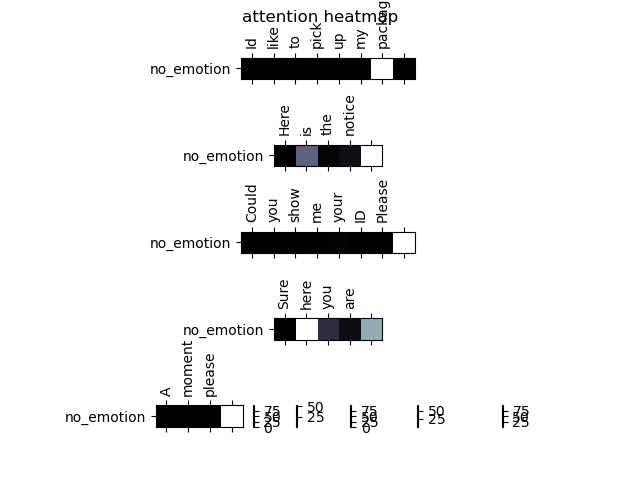 attention heatmap
Id like to pick up my packag
no_emotion
Here is the notice
no_emotion
Could you show me your ID Please
no_emotion
Sure here you are
no_emotion
A moment please
no_emotion
75 50 25 0
50 25
75 50 25 0
50 25
75 50 25